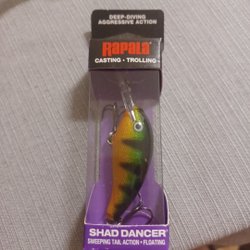 DEEP-DIVING
AGGRESSIVE ACTION
RAPALA
CASTING • TROLLING
SHAD DANCER
SWEEPING TAIL ACTION • FLOATING